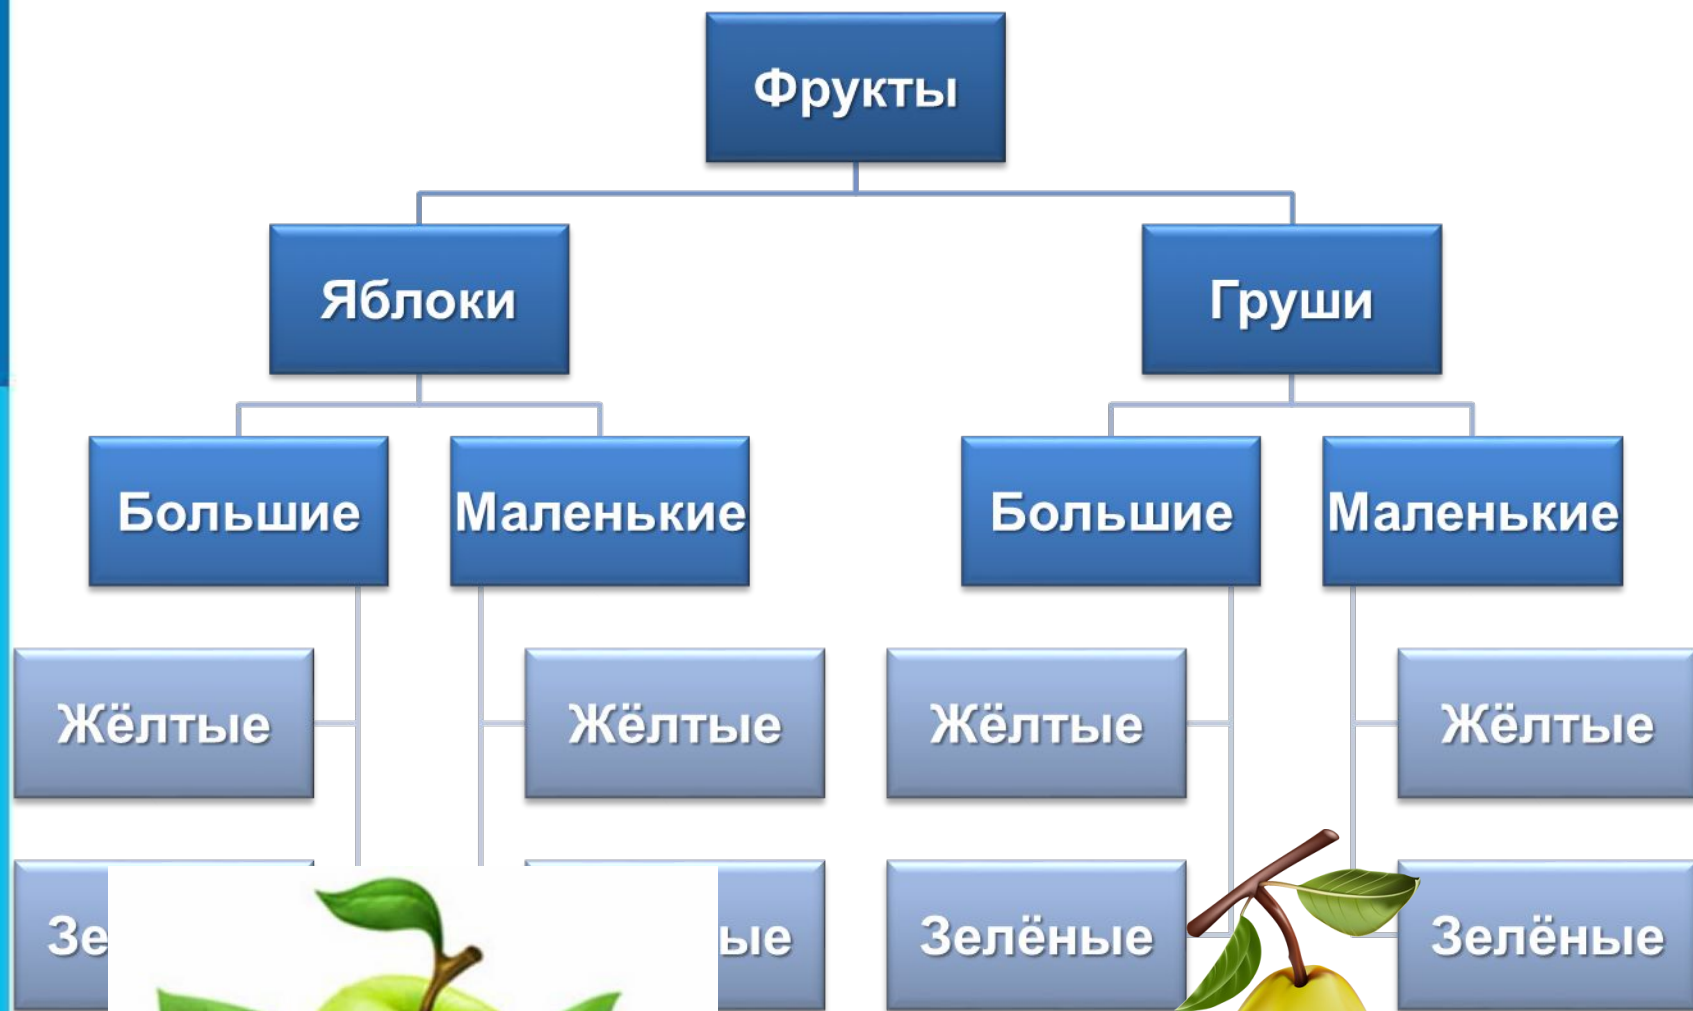 Фрукты
Яблоки Груши
Большие Маленькие Большие Маленькие
Жёлтые Жёлтые Жёлтые Жёлтые
Зелёные Зелёные